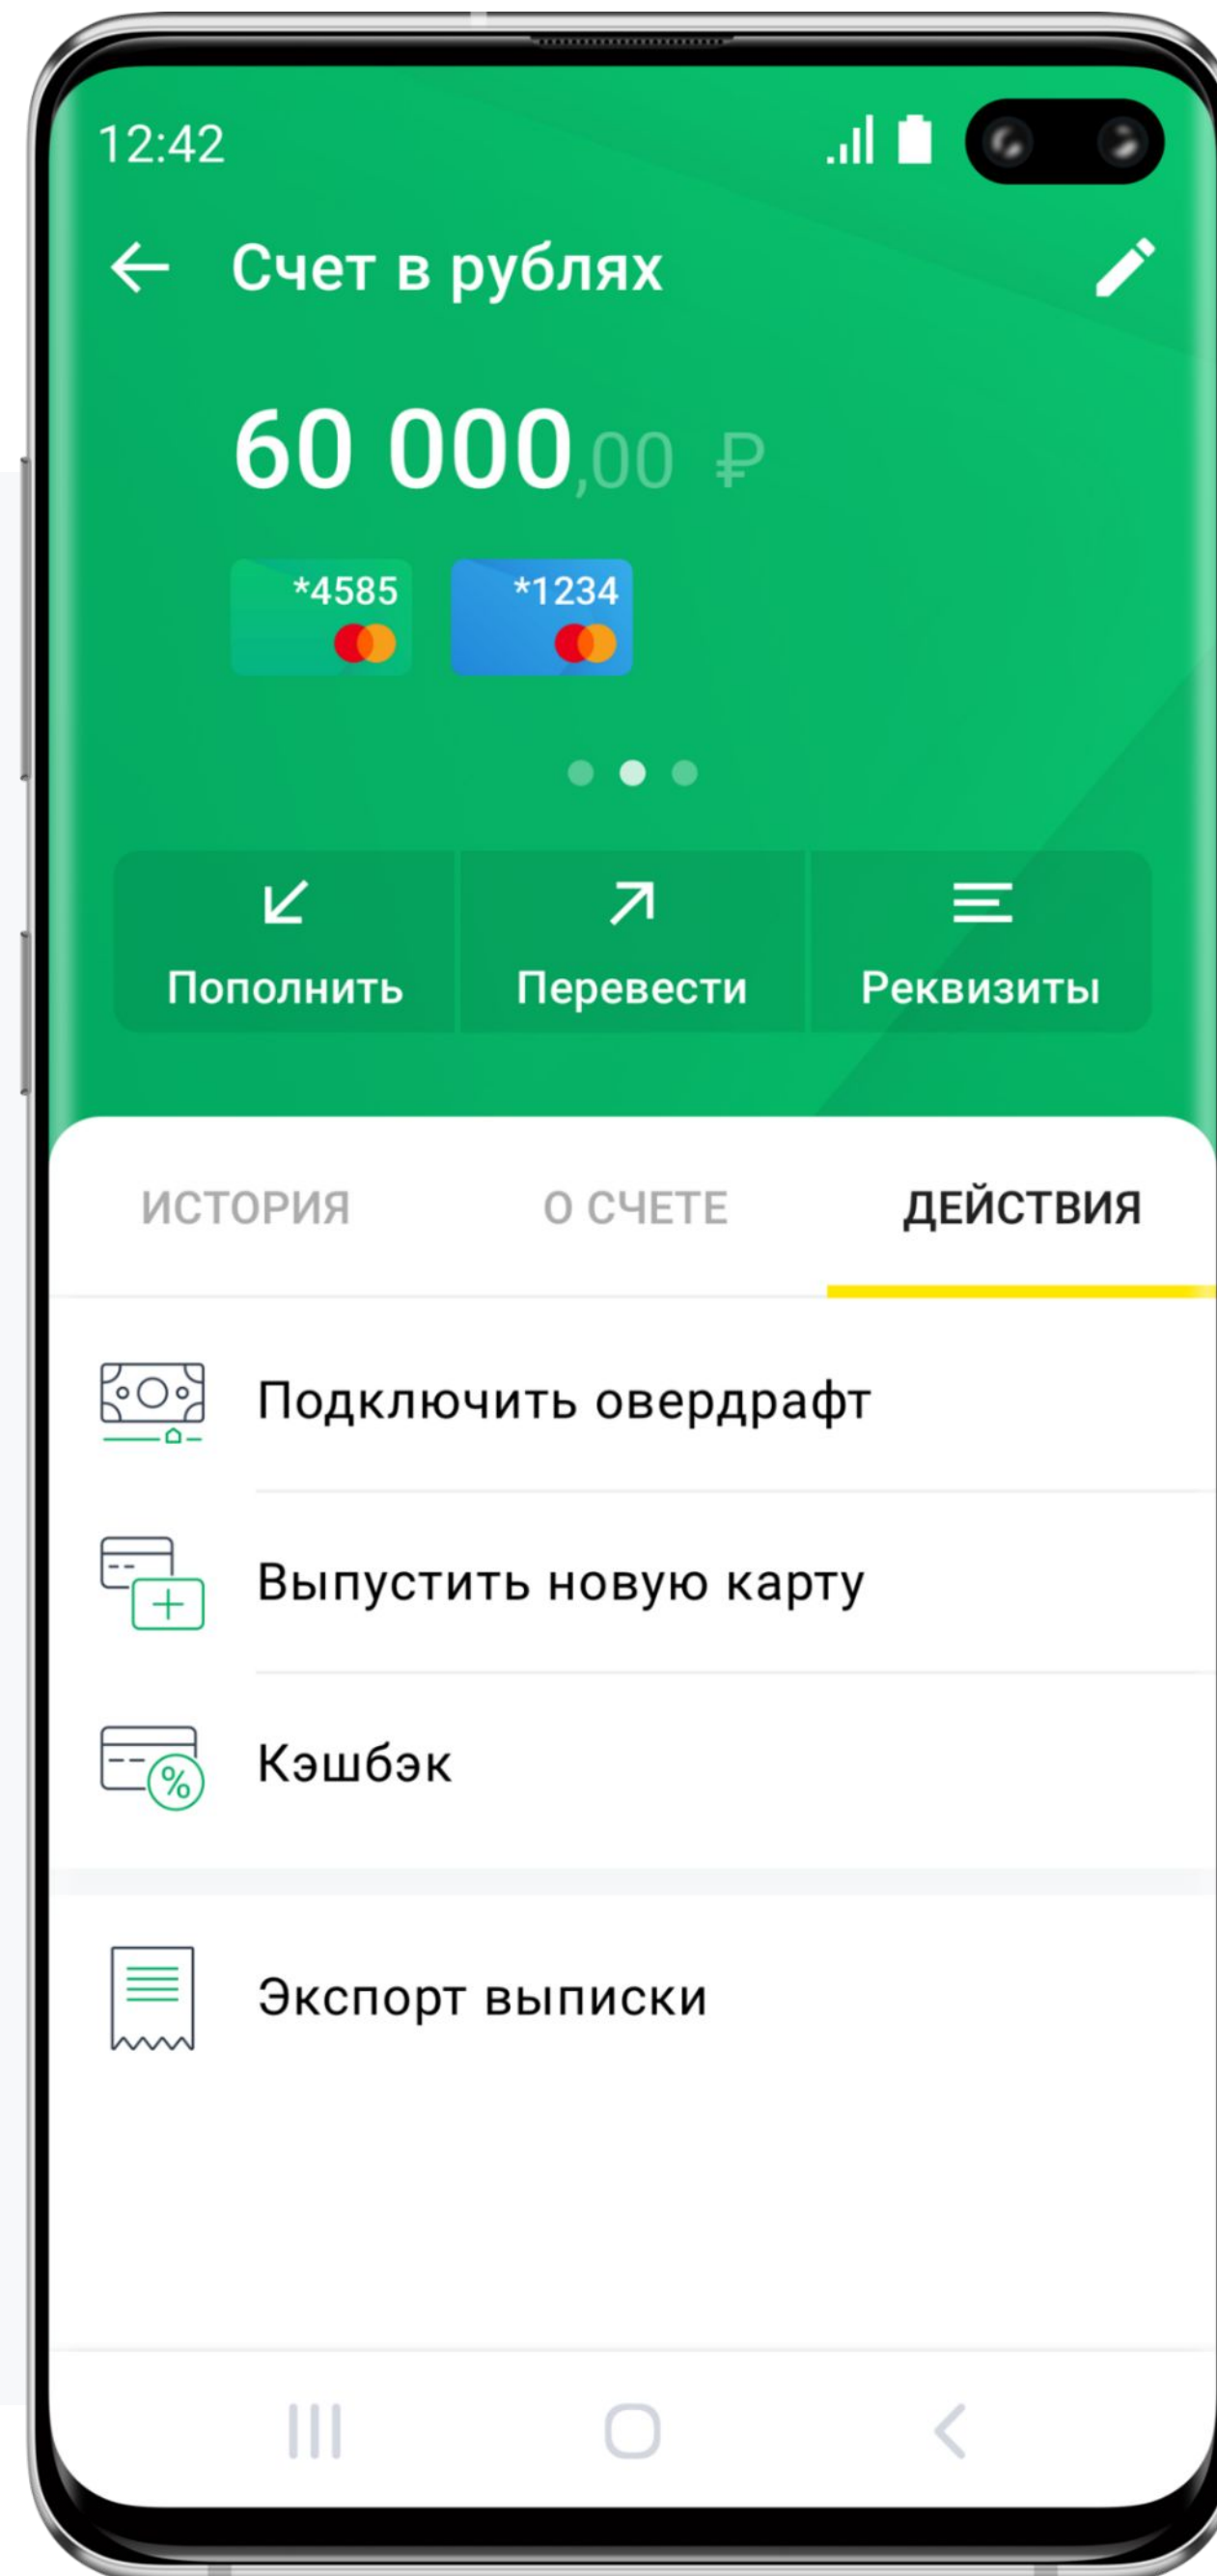 12:42
Счет в рублях
60 000,00 ₽
*4585 *1234
Пополнить Перевести Реквизиты
ИСТОРИЯ О СЧЕТЕ ДЕЙСТВИЯ
Подключить овердрафт
Выпустить новую карту
Кэшбэк
Экспорт выписки